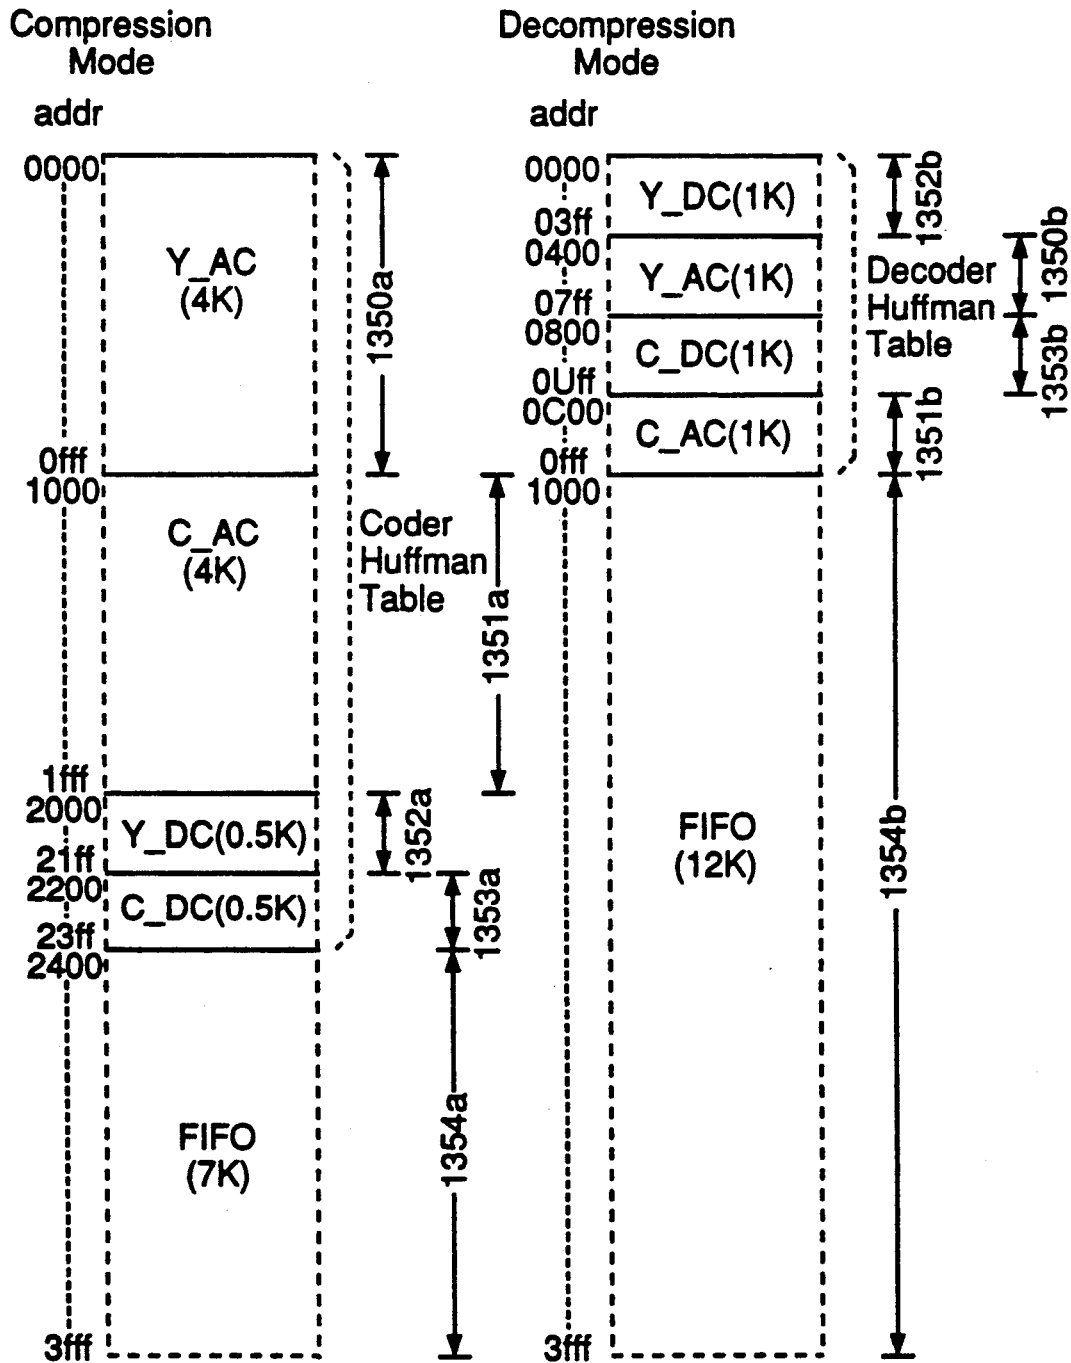 Compression
Mode
addr
0000
Y_AC
(4K)
1350a
0fff
1000
C_AC
(4K)
Coder
Huffman
Table
1351a
1fff
2000
Y_DC(0.5K)
1352a
21ff
2200
C_DC(0.5K)
1353a
23ff
2400
FIFO
(7K)
1354a
3fff
Decompression
Mode
addr
0000
Y_DC(1K)
1352b
03ff
0400
Y_AC(1K)
1350b
07ff
0800
C_DC(1K)
1353b
0Uff
0C00
C_AC(1K)
1351b
0fff
Decoder
Huffman
Table
1000
FIFO
(12K)
1354b
3fff